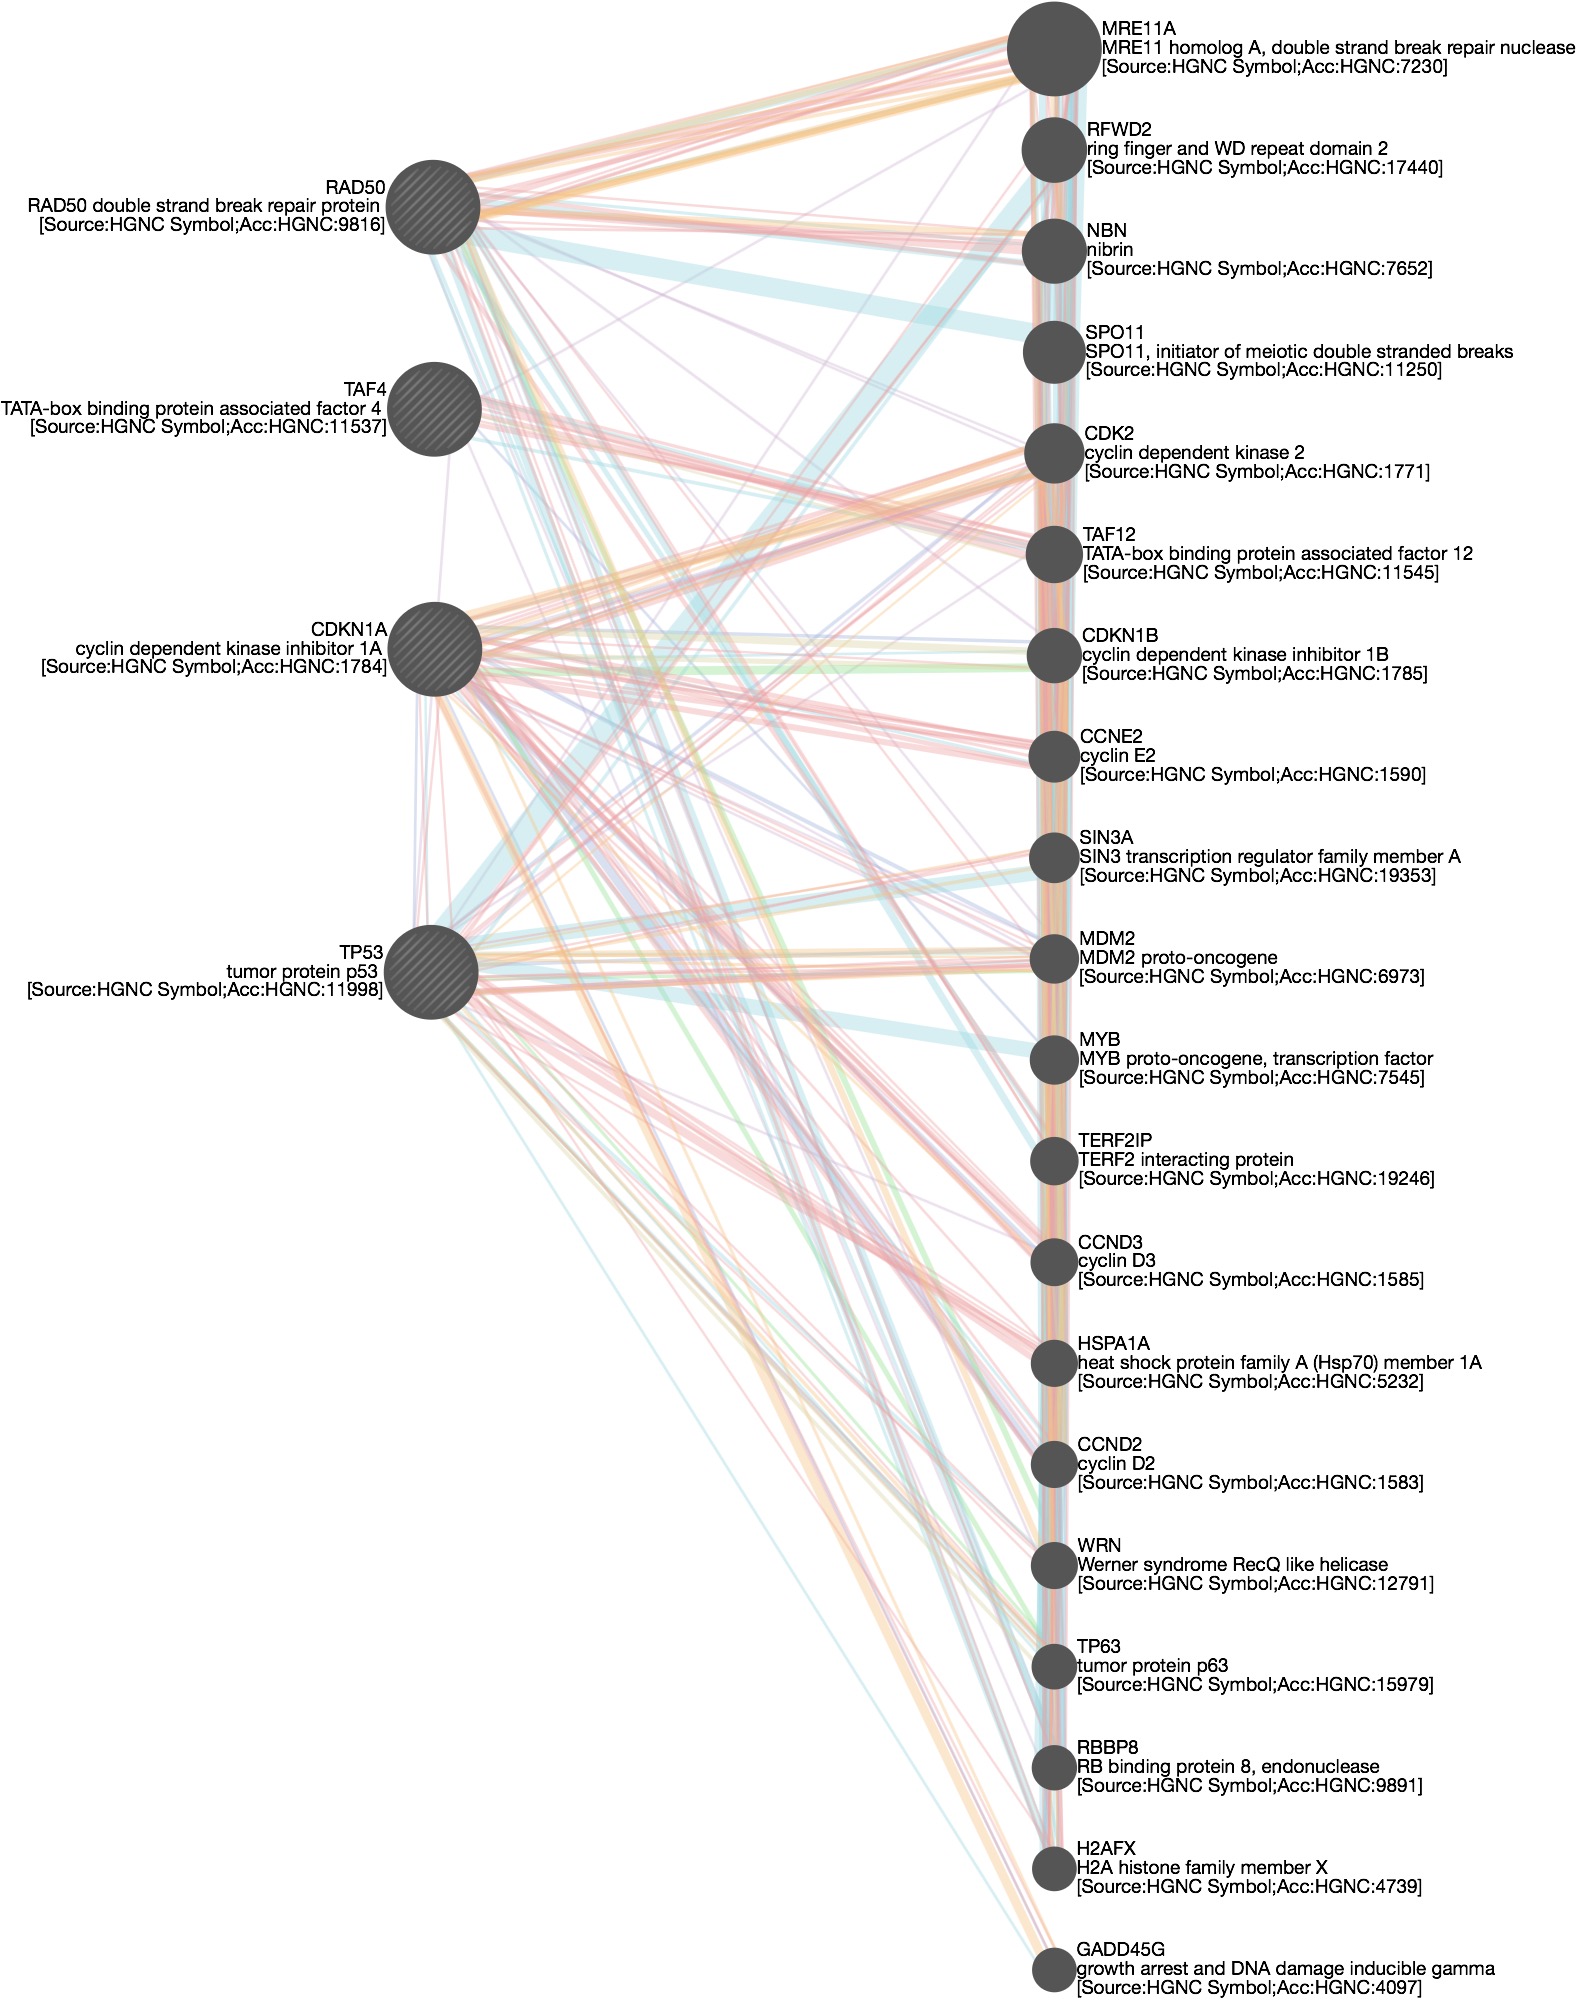 RAD50
RAD50 double strand break repair protein
[Source:HGNC Symbol;Acc:HGNC:9816]
TAF4
TATA-box binding protein associated factor 4
[Source:HGNC Symbol;Acc:HGNC:11537]
CDKN1A
cyclin dependent kinase inhibitor 1A
[Source:HGNC Symbol;Acc:HGNC:1784]
TP53
tumor protein p53
[Source:HGNC Symbol;Acc:HGNC:11998]
MRE11A
MRE11 homolog A, double strand break repair nuclease
[Source:HGNC Symbol;Acc:HGNC:7230]
RFWD2
ring finger and WD repeat domain 2
[Source:HGNC Symbol;Acc:HGNC:17440]
NBN
nibrin
[Source:HGNC Symbol;Acc:HGNC:7652]
SPO11
SPO11, initiator of meiotic double stranded breaks
[Source:HGNC Symbol;Acc:HGNC:11250]
CDK2
cyclin dependent kinase 2
[Source:HGNC Symbol;Acc:HGNC:1771]
TAF12
TATA-box binding protein associated factor 12
[Source:HGNC Symbol;Acc:HGNC:11545]
CDKN1B
cyclin dependent kinase inhibitor 1B
[Source:HGNC Symbol;Acc:HGNC:1785]
CCNE2
cyclin E2
[Source:HGNC Symbol;Acc:HGNC:1590]
SIN3A
SIN3 transcription regulator family member A
[Source:HGNC Symbol;Acc:HGNC:19353]
MDM2
MDM2 proto-oncogene
[Source:HGNC Symbol;Acc:HGNC:6973]
MYB
MYB proto-oncogene, transcription factor
[Source:HGNC Symbol;Acc:HGNC:7545]
TERF2IP
TERF2 interacting protein
[Source:HGNC Symbol;Acc:HGNC:19246]
CCND3
cyclin D3
[Source:HGNC Symbol;Acc:HGNC:1585]
HSPA1A
heat shock protein family A (Hsp70) member 1A
[Source:HGNC Symbol;Acc:HGNC:5232]
CCND2
cyclin D2
[Source:HGNC Symbol;Acc:HGNC:1583]
WRN
Werner syndrome RecQ like helicase
[Source:HGNC Symbol;Acc:HGNC:12791]
TP63
tumor protein p63
[Source:HGNC Symbol;Acc:HGNC:15979]
RBBP8
RB binding protein 8, endonuclease
[Source:HGNC Symbol;Acc:HGNC:9891]
H2AFX
H2A histone family member X
[Source:HGNC Symbol;Acc:HGNC:4739]
GADD45G
growth arrest and DNA damage inducible gamma
[Source:HGNC Symbol;Acc:HGNC:4097]